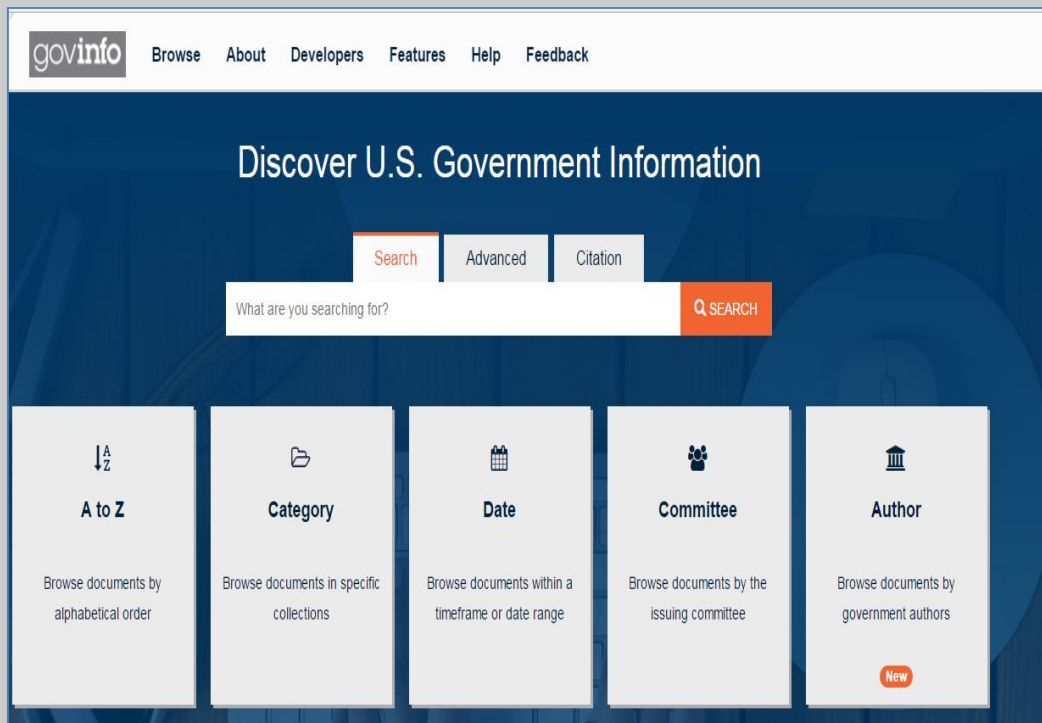 govinfo Browse About Developers Features Help Feedback
Discover U.S. Government Information
Search Advanced Citation
What are you searching for? SEARCH
A to Z
Browse documents by
alphabetical order
Category
Browse documents in specific
collections
Date
Browse documents within a
timeframe or date range
Committee
Browse documents by the
issuing committee
Author
Browse documents by
government authors
New